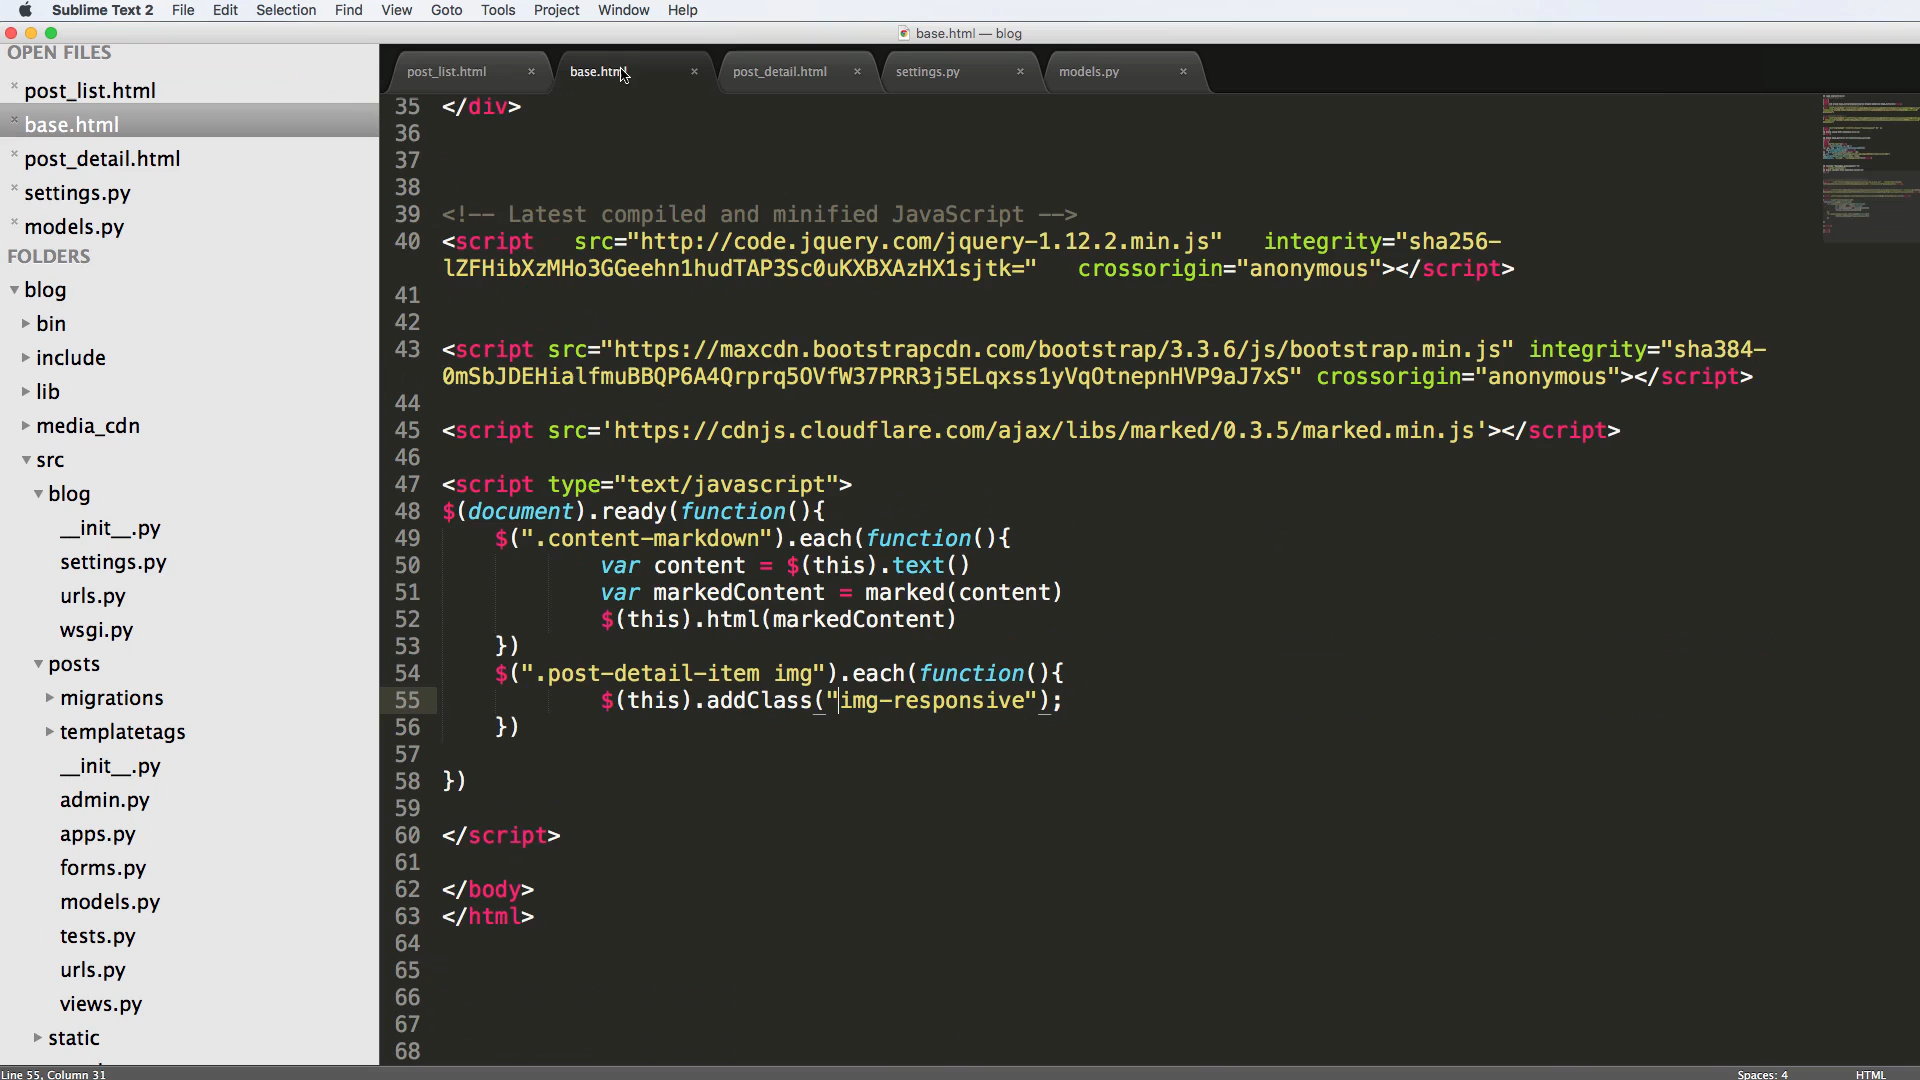 Sublime Text 2 File Edit Selection Find View Goto Tools Project Window Help
base.html — blog
OPEN FILES
post_list.html
base.html
post_detail.html
settings.py
models.py
FOLDERS
blog
bin
include
lib
media_cdn
src
blog
__init__.py
settings.py
urls.py
wsgi.py
posts
migrations
templatetags
__init__.py
admin.py
apps.py
forms.py
models.py
tests.py
urls.py
views.py
static
post_list.html × base.html × post_detail.html × settings.py × models.py ×
35 </div>
36
37
38
39 <!-- Latest compiled and minified JavaScript -->
40 <script   src="http://code.jquery.com/jquery-1.12.2.min.js"   integrity="sha256-
lZFHibXzMHo3GGeehn1hudTAP3Sc0uKXBXAzHX1sjtk="   crossorigin="anonymous"></script>
41
42
43 <script src="https://maxcdn.bootstrapcdn.com/bootstrap/3.3.6/js/bootstrap.min.js" integrity="sha384-
0mSbJDEHialfmuBBQP6A4Qrprq5OVfW37PRR3j5ELqxss1yVqOtnepnHVP9aJ7xS" crossorigin="anonymous"></script>
44
45 <script src='https://cdnjs.cloudflare.com/ajax/libs/marked/0.3.5/marked.min.js'></script>
46
47 <script type="text/javascript">
48 $(document).ready(function(){
49     $(".content-markdown").each(function(){
50             var content = $(this).text()
51             var markedContent = marked(content)
52             $(this).html(markedContent)
53     })
54     $(".post-detail-item img").each(function(){
55             $(this).addClass("img-responsive");
56     })
57
58 })
59
60 </script>
61
62 </body>
63 </html>
64
65
66
67
68
Line 55, Column 31 Spaces: 4 HTML